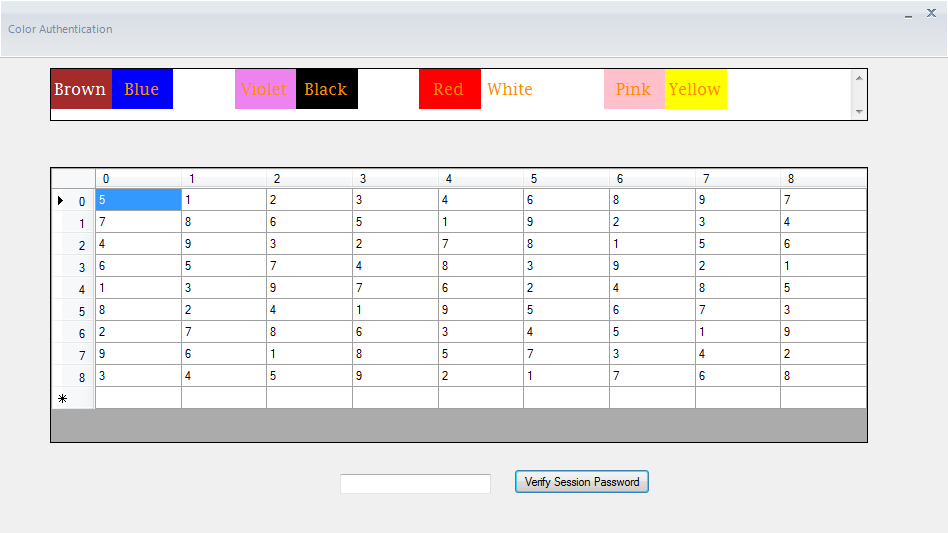 Color Authentication
Brown Blue Violet Black Red White Pink Yellow
0 1 2 3 4 5 6 7 8
0 5 1 2 3 4 6 8 9 7
1 7 8 6 5 1 9 2 3 4
2 4 9 3 2 7 8 1 5 6
3 6 5 7 4 8 3 9 2 1
4 1 3 9 7 6 2 4 8 5
5 8 2 4 1 9 5 6 7 3
6 2 7 8 6 3 4 5 1 9
7 9 6 1 8 5 7 3 4 2
8 3 4 5 9 2 1 7 6 8
Verify Session Password